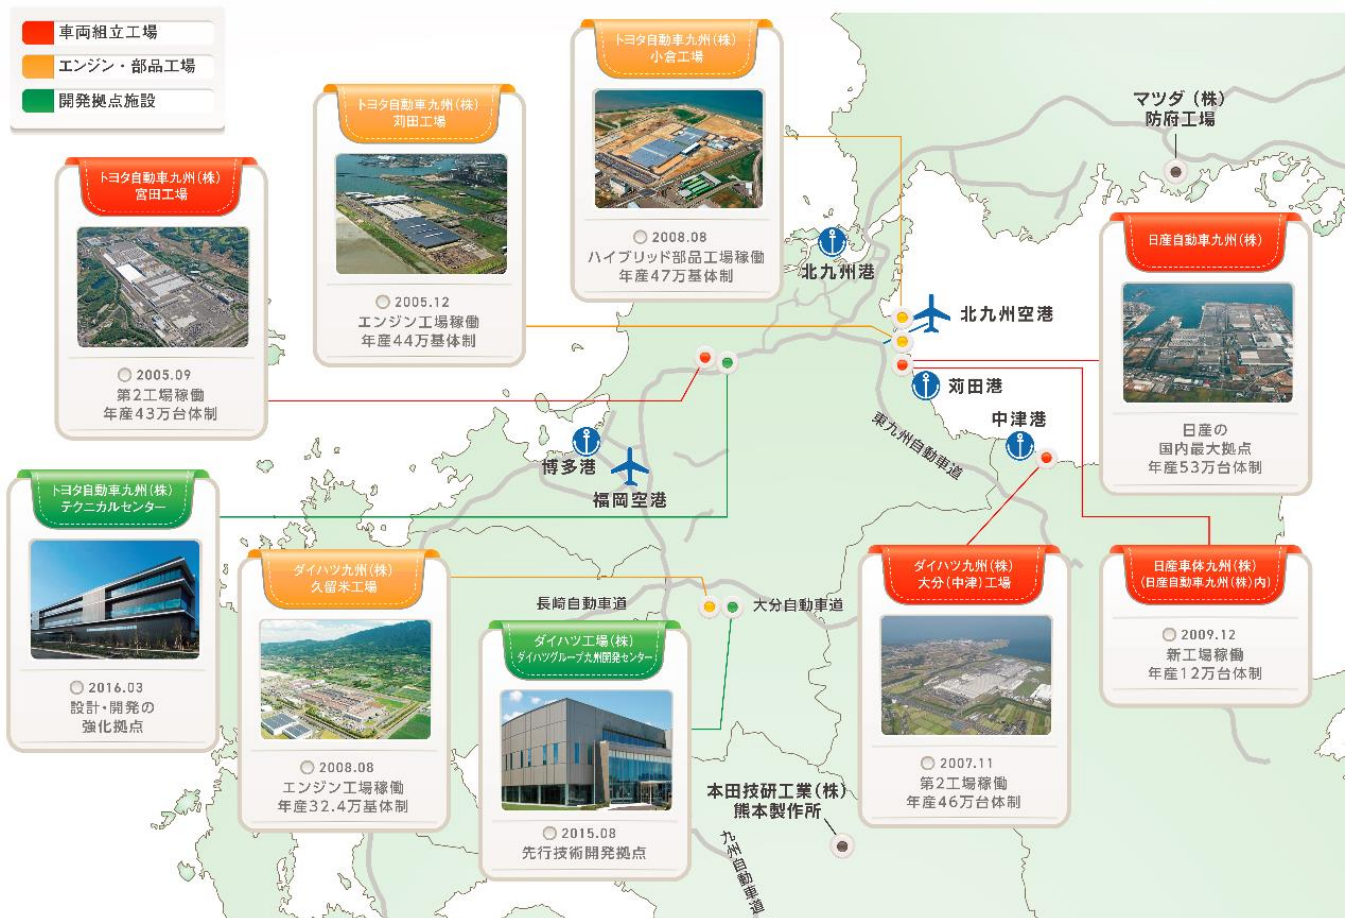 車両組立工場
エンジン・部品工場
開発拠点施設
トヨタ自動車九州(株)
小倉工場
2008.08
ハイブリッド部品工場稼働
年産47万基体制
トヨタ自動車九州(株)
苅田工場
2005.12
エンジン工場稼働
年産44万基体制
トヨタ自動車九州(株)
宮田工場
2005.09
第2工場稼働
年産43万台体制
マツダ(株)
防府工場
日産自動車九州(株)
日産の
国内最大拠点
年産53万台体制
北九州港
北九州空港
苅田港
中津港
東九州自動車道
博多港
福岡空港
トヨタ自動車九州(株)
テクニカルセンター
2016.03
設計・開発の
強化拠点
ダイハツ九州(株)
久留米工場
2008.08
エンジン工場稼働
年産32.4万基体制
長崎自動車道
大分自動車道
ダイハツ工場(株)
ダイハツグループ九州開発センター
2015.08
先行技術開発拠点
ダイハツ九州(株)
大分(中津)工場
2007.11
第2工場稼働
年産46万台体制
日産車体九州(株)
(日産自動車九州(株)内)
2009.12
新工場稼働
年産12万台体制
本田技研工業(株)
熊本製作所
九州自動車道